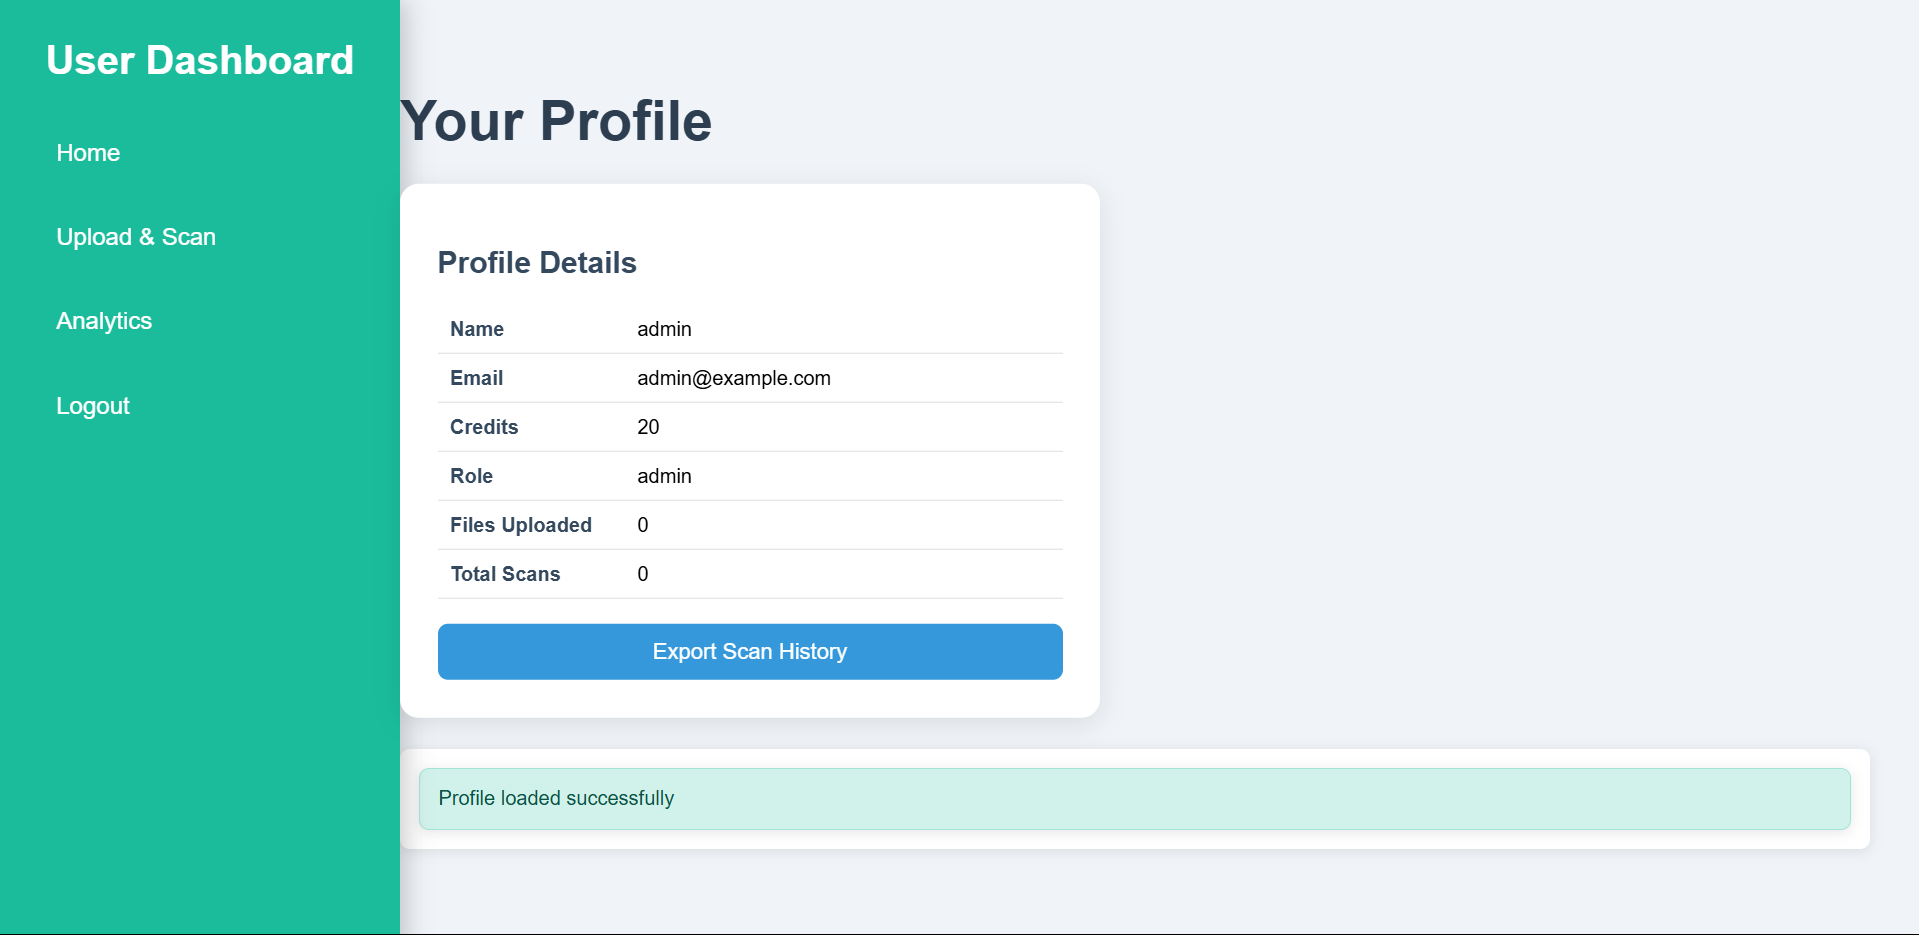 User Dashboard
Home
Upload & Scan
Analytics
Logout
Your Profile
Profile Details
Name admin
Email admin@example.com
Credits 20
Role admin
Files Uploaded 0
Total Scans 0
Export Scan History
Profile loaded successfully